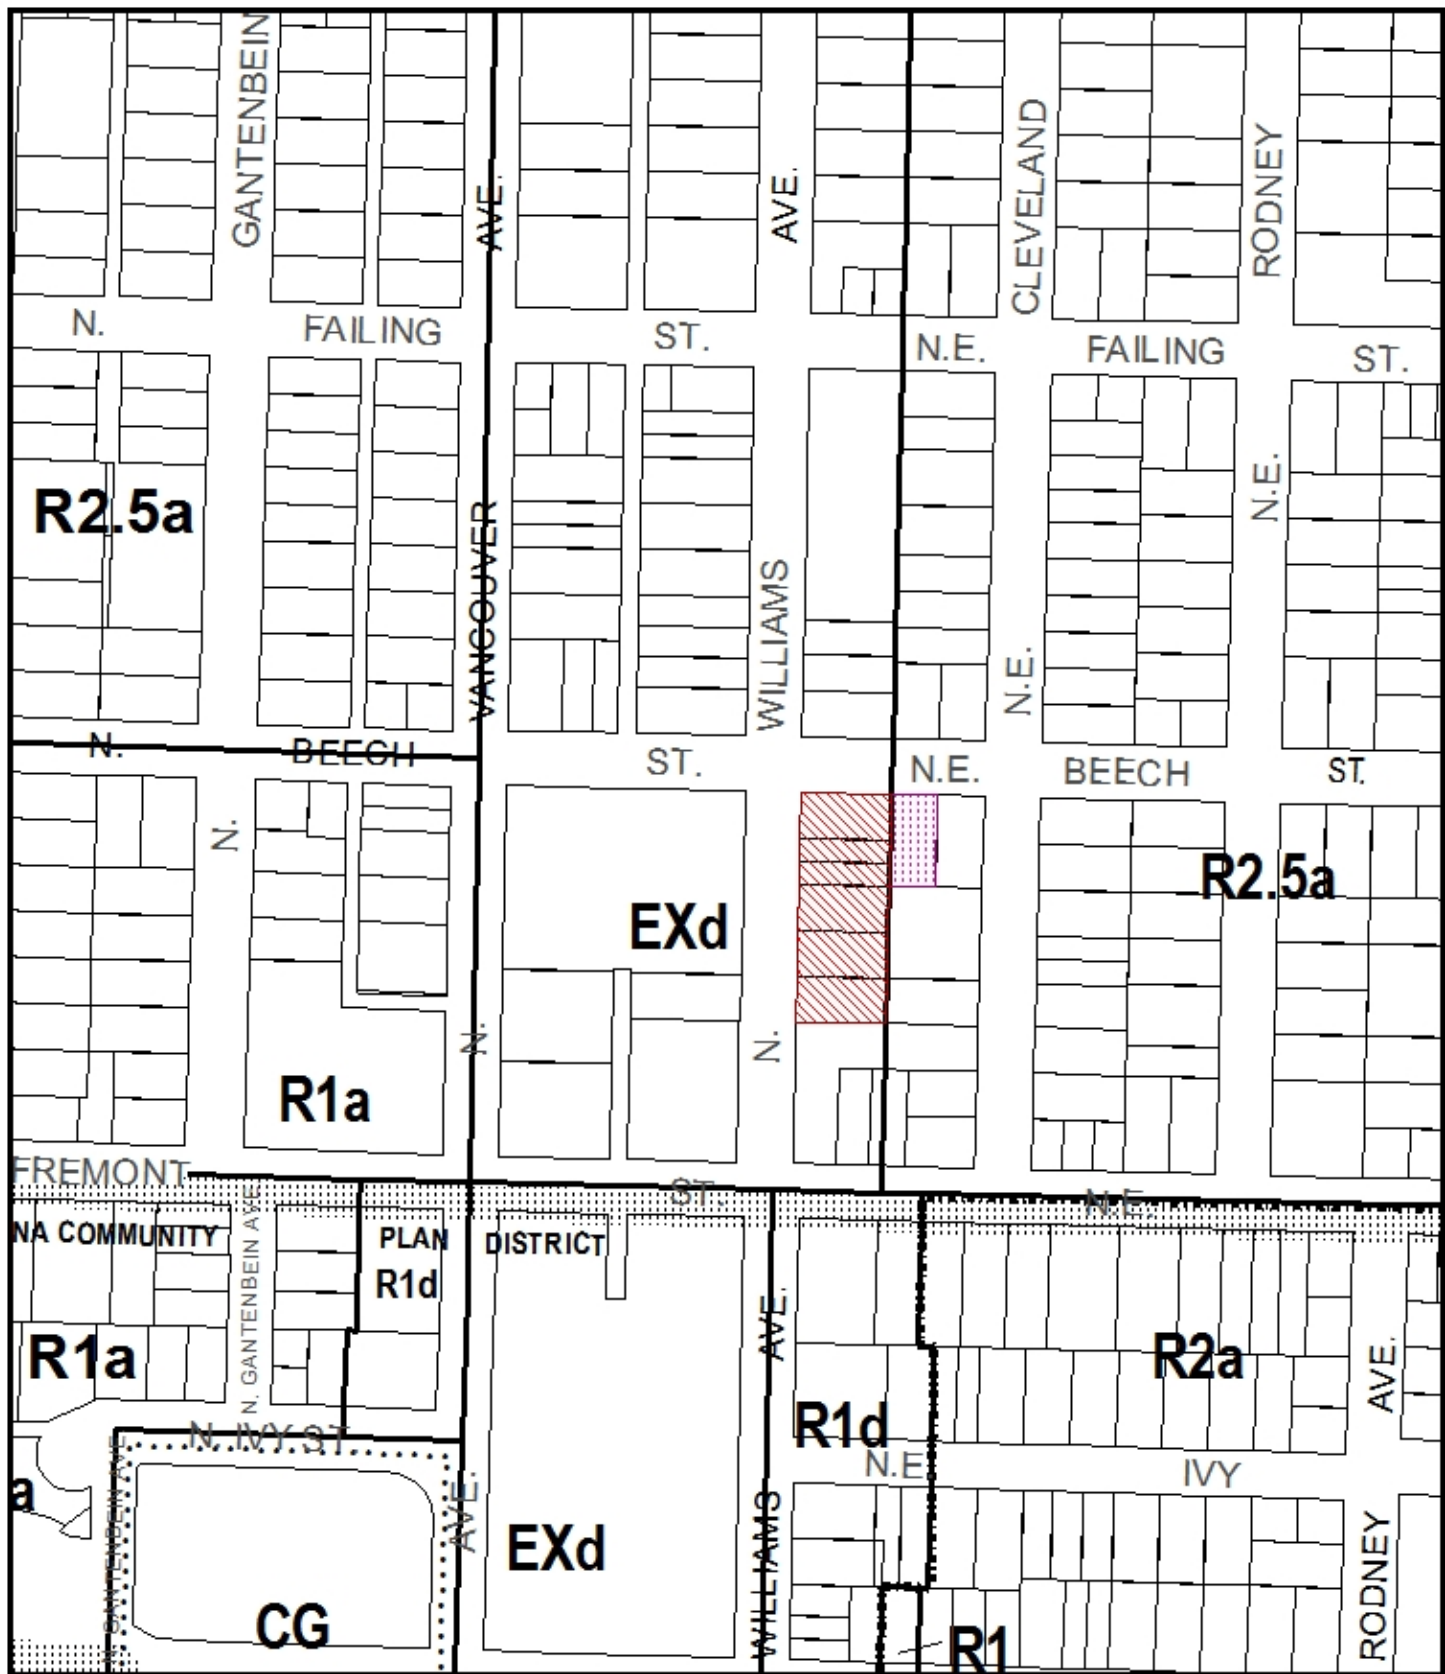 GANTENBEIN
AVE.
AVE.
CLEVELAND
RODNEY
N.
FAILING
ST.
N.E.
FAILING
ST.
R2.5a
VANCOUVER
WILLIAMS
N.E.
N.E.
N.
BEECH
ST.
N.E.
BEECH
ST.
N.
EXd
R2.5a
N.
N.
R1a
FREMONT
ST.
N.E.
NA COMMUNITY
PLAN
DISTRICT
N. GANTENBEIN AVE
R1d
R1a
AVE.
R2a
AVE.
R1d
N. IVY ST.
N.E
IVY
a
N. GANTENBEIN AVE
AVE.
EXd
WILLIAMS
RODNEY
CG
R1